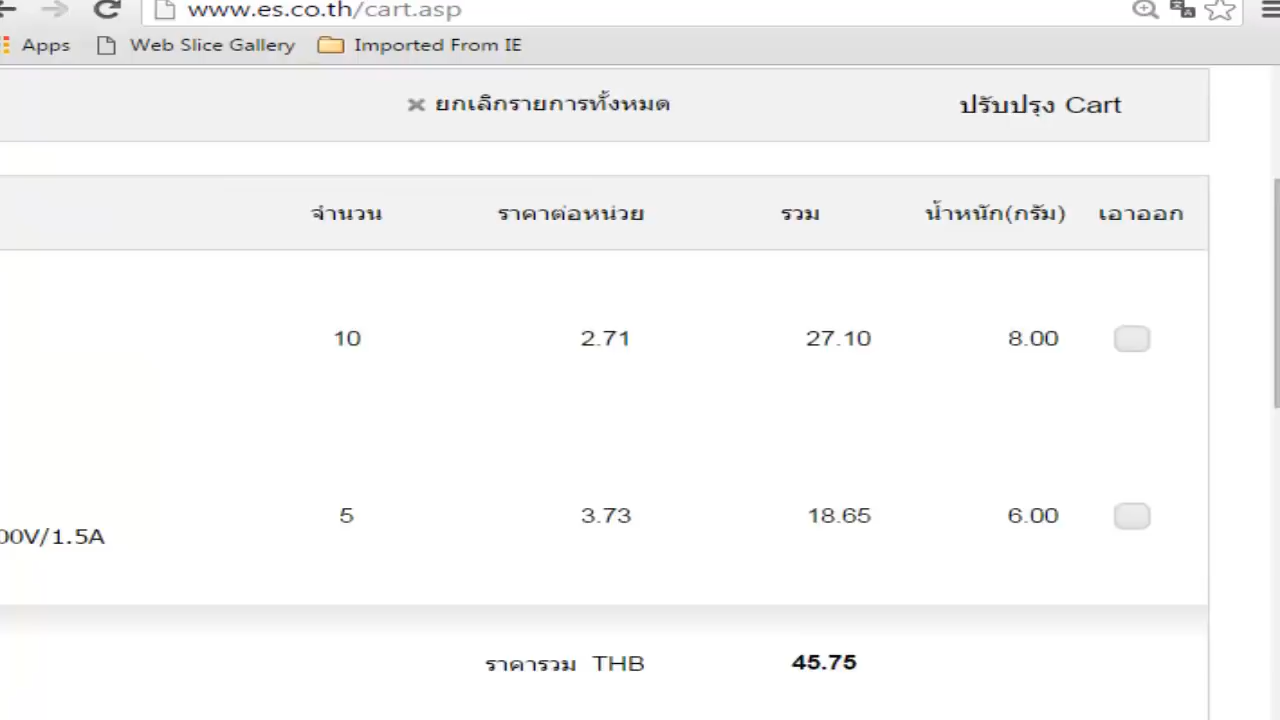 www.es.co.th/cart.asp
Apps Web Slice Gallery Imported From IE
ยกเลิกรายการทั้งหมด ปรับปรุง Cart
จำนวน ราคาต่อหน่วย รวม น้ำหนัก(กรัม) เอาออก
10 2.71 27.10 8.00
5 3.73 18.65 6.00
00V/1.5A
ราคารวม THB 45.75